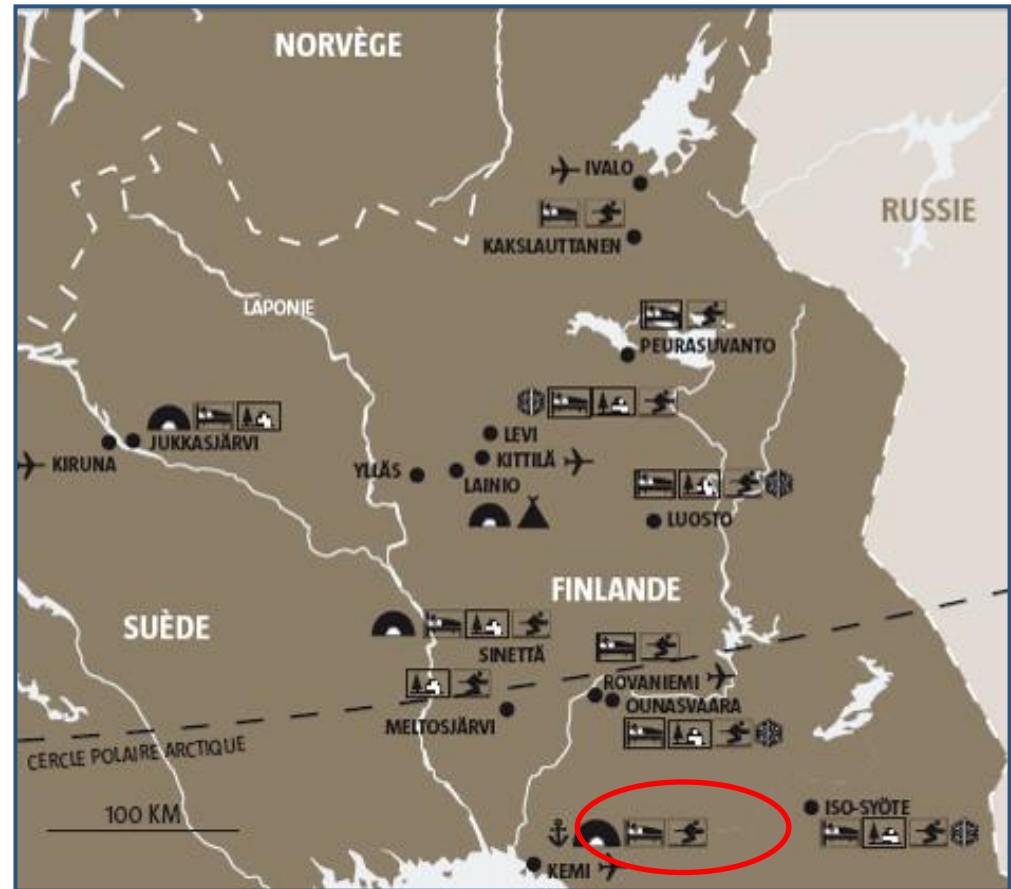 NORVÈGE
IVALO
RUSSIE
KAKSLAUTTANEN
LAPONIE
PEURASUVANTO
JUKKASJÄRVI
LEVI
KIRUNA
KITTILÄ
YLLÄS
LAINIO
LUOSTO
FINLANDE
SUÈDE
SINETTÄ
ROVANIEMI
OUNASVAARA
MELTOSJÄRVI
CERCLE POLAIRE ARCTIQUE
100 KM
ISO-SYÖTE
KEMI